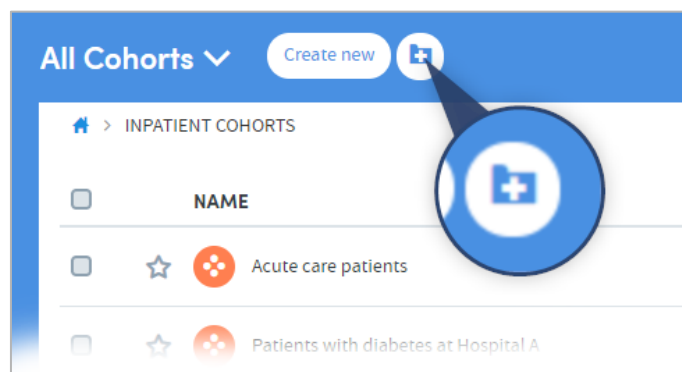 All Cohorts Create new
> INPATIENT COHORTS
NAME
Acute care patients
Patients with diabetes at Hospital A